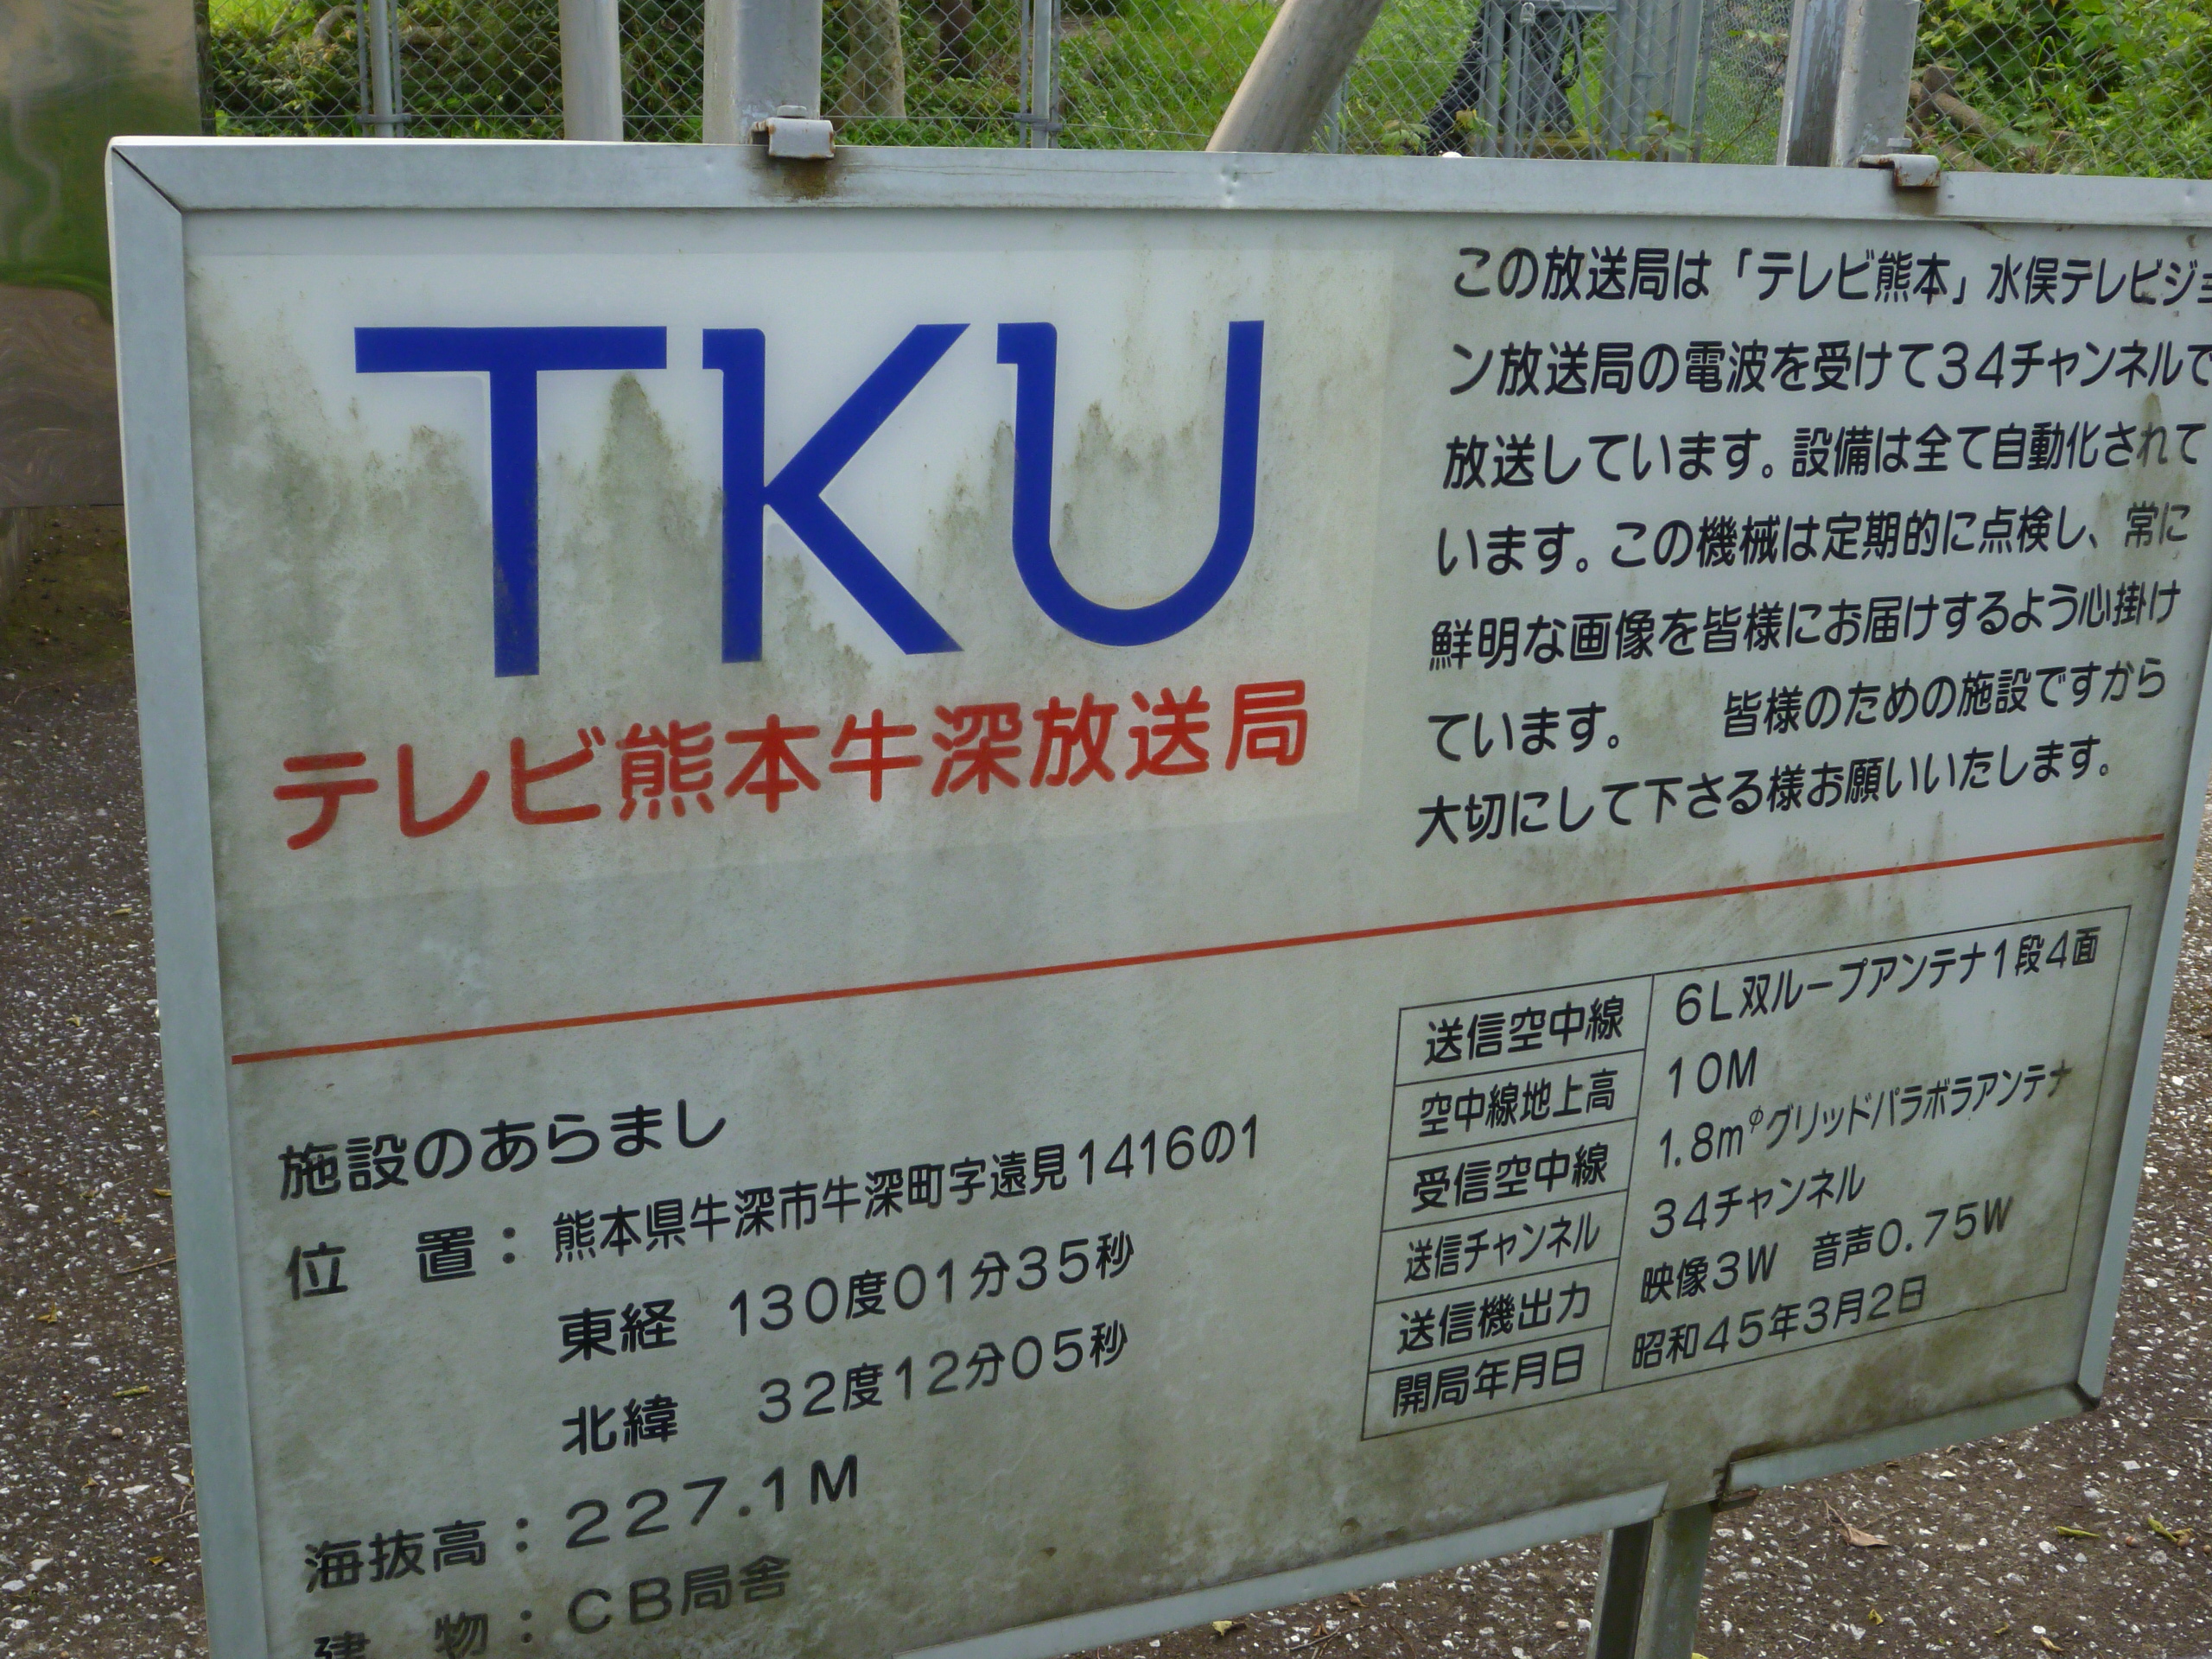 TKU
テレビ熊本牛深放送局
この放送局は「テレビ熊本」水俣テレビジョ
ン放送局の電波を受けて34チャンネルで
放送しています。設備は全て自動化されて
います。この機械は定期的に点検し、常に
鮮明な画像を皆様にお届けするよう心掛け
ています。　皆様のための施設ですから
大切にして下さる様お願いいたします。
施設のあらまし
位　置：熊本県牛深市牛深町字遠見1416の1
東経　130度01分35秒
北緯　32度12分05秒
海抜高：227.1M
建　物：CB局舎
送信空中線　6L双ループアンテナ1段4面
空中線地上高　10M
受信空中線　1.8mφグリッドパラボラアンテナ
送信チャンネル　34チャンネル
送信機出力　映像3W　音声0.75W
開局年月日　昭和45年3月2日